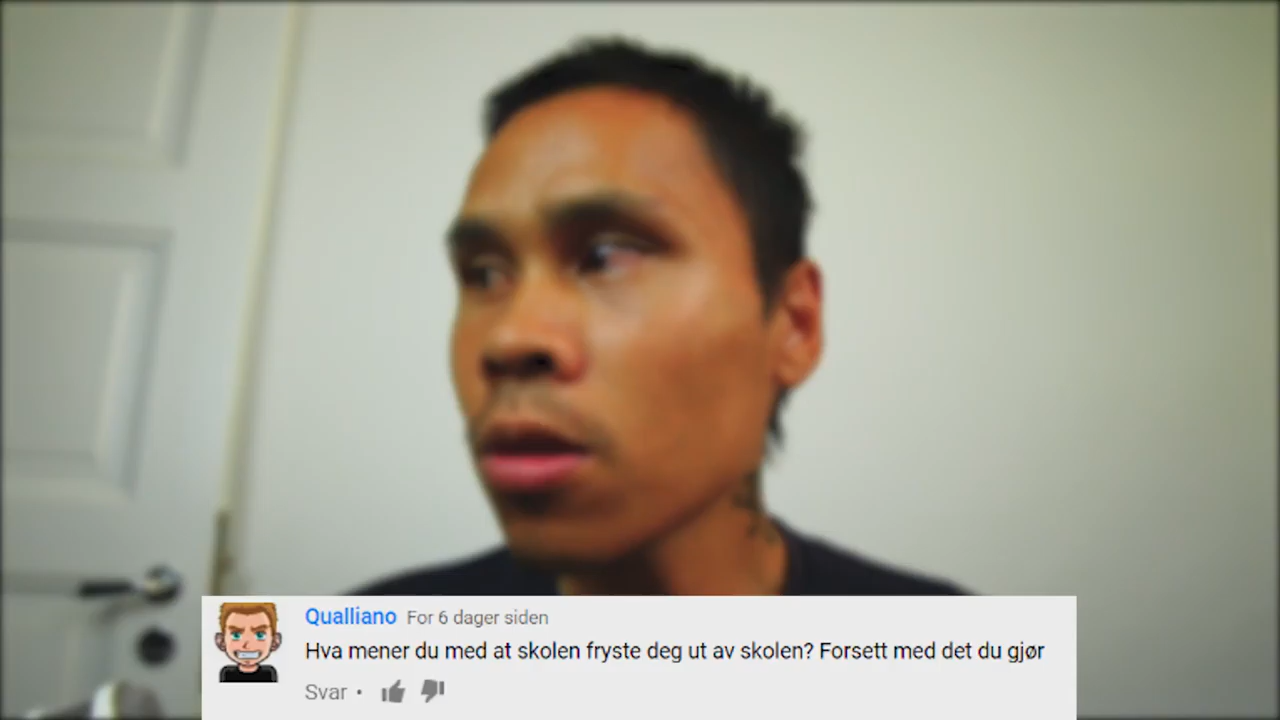 Qualliano For 6 dager siden
Hva mener du med at skolen fryste deg ut av skolen? Forsett med det du gjør
Svar •